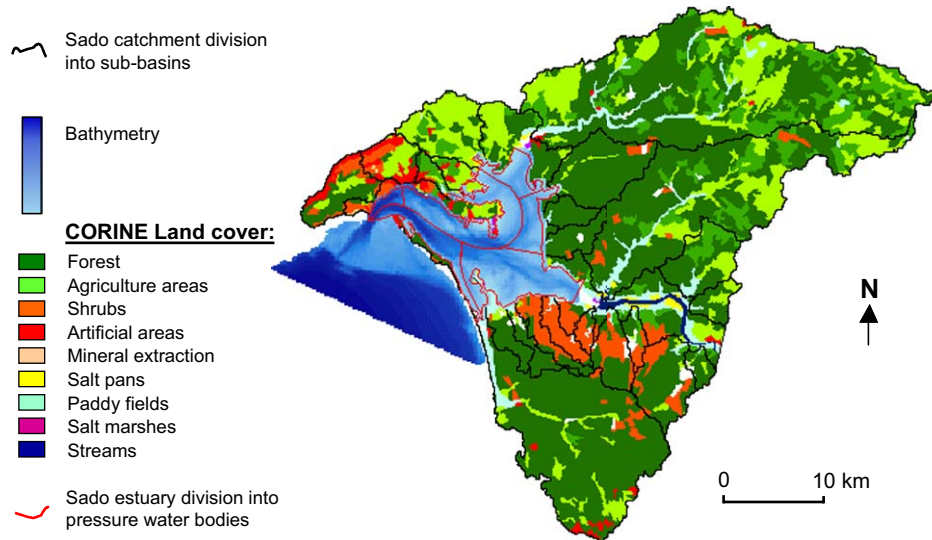 Sado catchment division
into sub-basins
Bathymetry
CORINE Land cover:
Forest
Agriculture areas
Shrubs
Artificial areas
Mineral extraction
Salt pans
Paddy fields
Salt marshes
Streams
Sado estuary division into
pressure water bodies
N
0 10 km